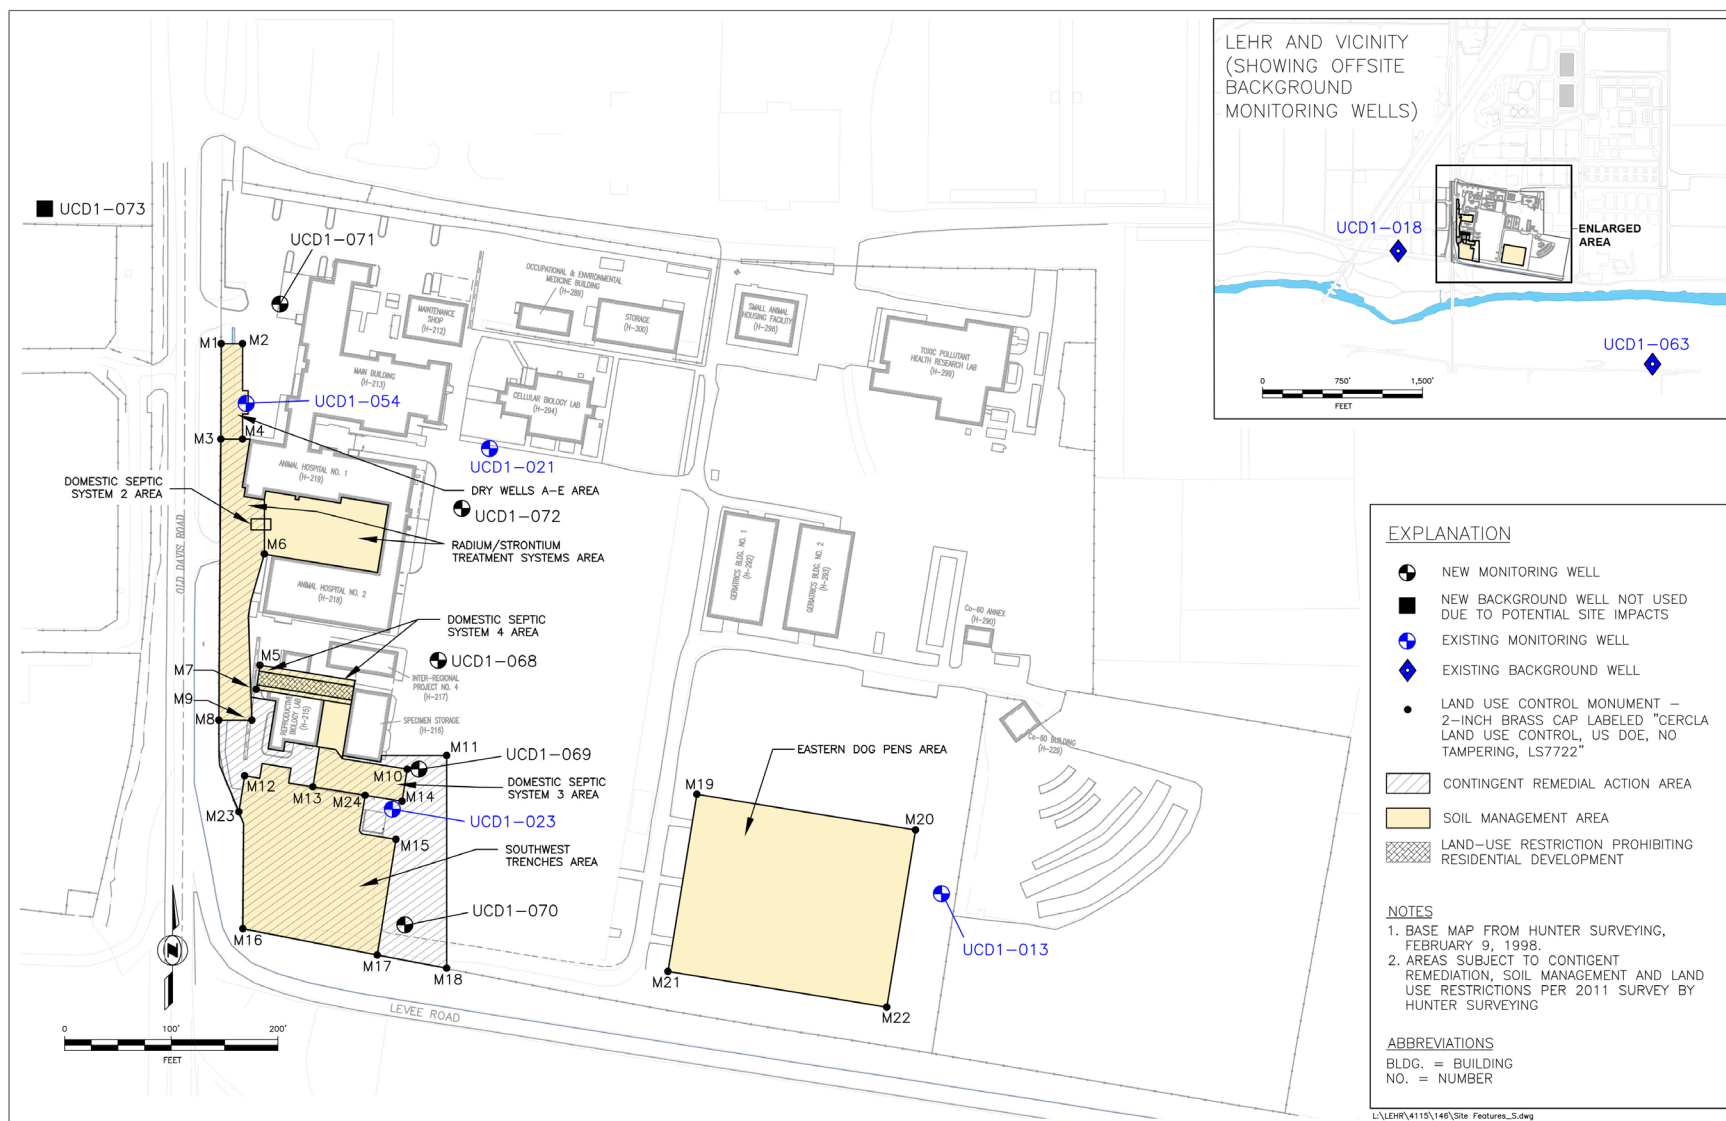 LEHR AND VICINITY
(SHOWING OFFSITE
BACKGROUND
MONITORING WELLS)
UCD1-018
ENLARGED
AREA
UCD1-063
0 750' 1,500'
FEET
UCD1-073
UCD1-071
OCCUPATIONAL & ENVIRONMENTAL
MEDICINE BUILDING
(H-289)
MAINTENANCE
SHOP
(H-212)
STORAGE
(H-300)
SMALL ANIMAL
HOUSING FACILITY
(H-296)
TOXIC POLLUTANT
HEALTH RESEARCH LAB
(H-299)
M1
M2
MAIN BUILDING
(H-213)
UCD1-054
CELLULAR BIOLOGY LAB
(H-294)
M3
M4
UCD1-021
ANIMAL HOSPITAL NO. 1
(H-219)
DOMESTIC SEPTIC
SYSTEM 2 AREA
DRY WELLS A-E AREA
UCD1-072
OLD DAVIS ROAD
RADIUM/STRONTIUM
TREATMENT SYSTEMS AREA
M6
GERIATRICS BLDG. NO. 1
(H-292)
GERIATRICS BLDG. NO. 2
(H-293)
ANIMAL HOSPITAL NO. 2
(H-218)
Co-60 ANNEX
(H-290)
DOMESTIC SEPTIC
SYSTEM 4 AREA
M5
M7
UCD1-068
INTER-REGIONAL
PROJECT NO. 4
(H-217)
M9
M8
REPRODUCTIVE
BIOLOGY LAB
(H-215)
SPECIMEN STORAGE
(H-216)
Co-60 BUILDING
(H-229)
M11
UCD1-069
M10
EASTERN DOG PENS AREA
M12
M13
M24
M14
DOMESTIC SEPTIC
SYSTEM 3 AREA
M19
M23
UCD1-023
M20
M15
SOUTHWEST
TRENCHES AREA
UCD1-070
M16
UCD1-013
M17
M18
M21
M22
LEVEE ROAD
0 100' 200'
FEET
EXPLANATION
NEW MONITORING WELL
NEW BACKGROUND WELL NOT USED
DUE TO POTENTIAL SITE IMPACTS
EXISTING MONITORING WELL
EXISTING BACKGROUND WELL
LAND USE CONTROL MONUMENT –
2-INCH BRASS CAP LABELED "CERCLA
LAND USE CONTROL, US DOE, NO
TAMPERING, LS7722"
CONTINGENT REMEDIAL ACTION AREA
SOIL MANAGEMENT AREA
LAND-USE RESTRICTION PROHIBITING
RESIDENTIAL DEVELOPMENT
NOTES
1. BASE MAP FROM HUNTER SURVEYING,
FEBRUARY 9, 1998.
2. AREAS SUBJECT TO CONTIGENT
REMEDIATION, SOIL MANAGEMENT AND LAND
USE RESTRICTIONS PER 2011 SURVEY BY
HUNTER SURVEYING
ABBREVIATIONS
BLDG. = BUILDING
NO. = NUMBER
L:\LEHR\4115\146\Site Features_S.dwg